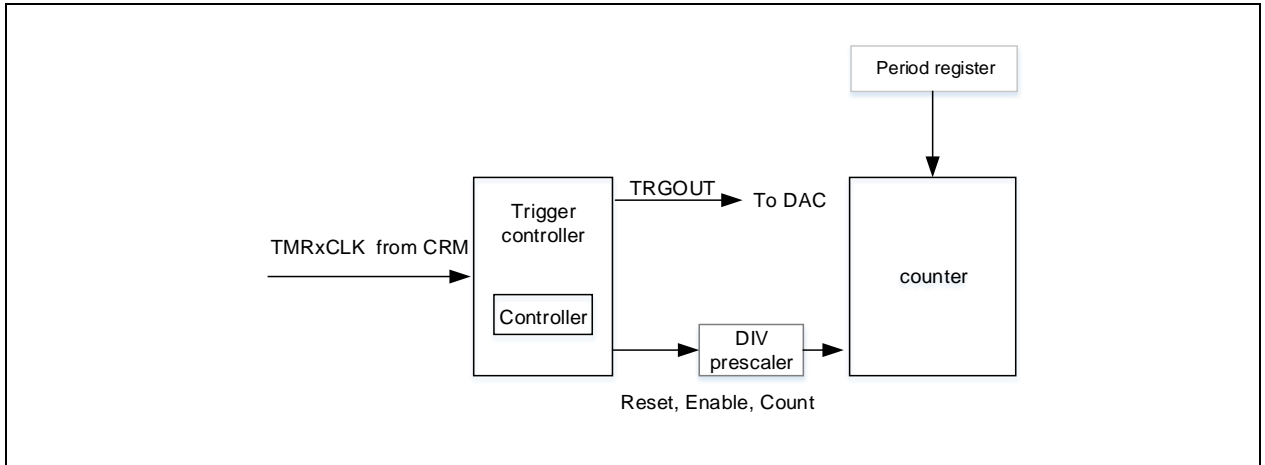 Period register
TRGOUT
To DAC
Trigger
controller
TMRxCLK from CRM
counter
Controller
DIV
prescaler
Reset, Enable, Count